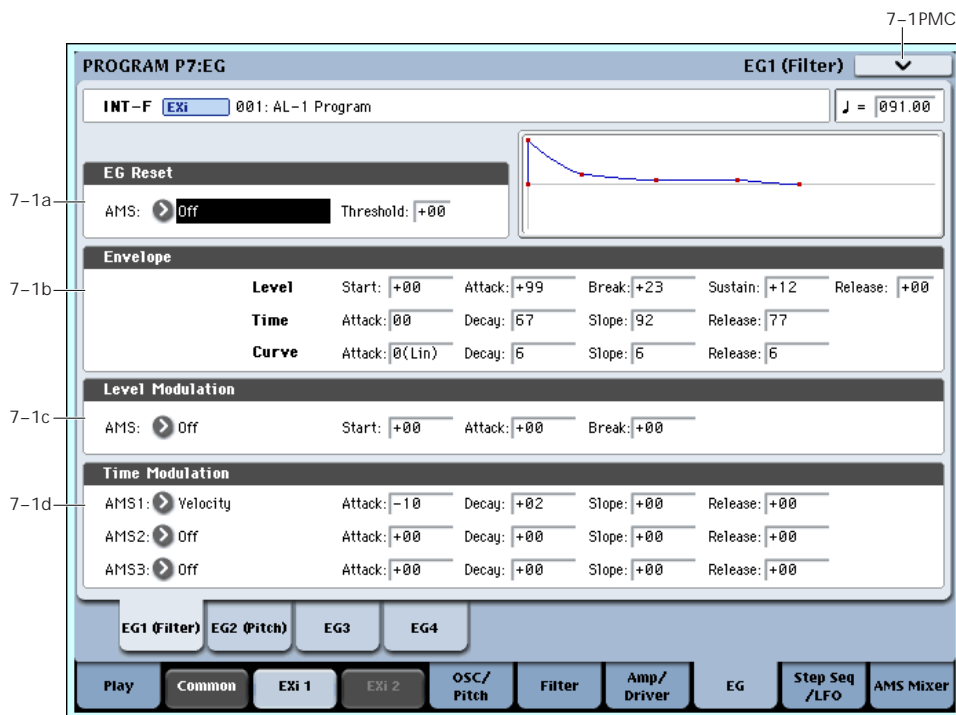 7-1PMC
PROGRAM P7:EG EG1 (Filter)
INT-F EXi 001: AL-1 Program ♩ = 091.00
EG Reset
7-1a
AMS: Off Threshold: +00
Envelope
7-1b
Level Start: +00 Attack: +99 Break: +23 Sustain: +12 Release: +00
Time Attack: 00 Decay: 67 Slope: 92 Release: 77
Curve Attack: 0(Lin) Decay: 6 Slope: 6 Release: 6
Level Modulation
7-1c
AMS: Off Start: +00 Attack: +00 Break: +00
Time Modulation
7-1d
AMS1: Velocity Attack: -10 Decay: +02 Slope: +00 Release: +00
AMS2: Off Attack: +00 Decay: +00 Slope: +00 Release: +00
AMS3: Off Attack: +00 Decay: +00 Slope: +00 Release: +00
EG1 (Filter) EG2 (Pitch) EG3 EG4
Play Common EXi 1 EXi 2 OSC/ Pitch Filter Amp/ Driver EG Step Seq /LFO AMS Mixer